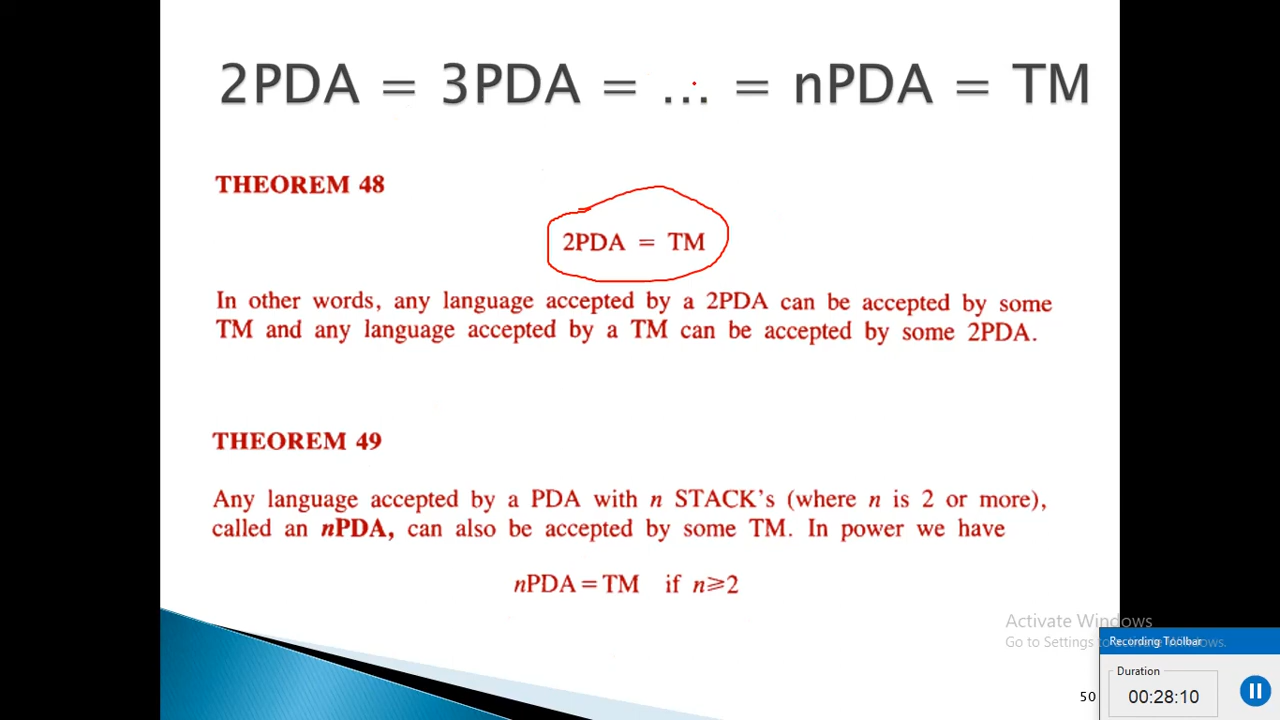 2PDA = 3PDA = ... = nPDA = TM
THEOREM 48
2PDA = TM
In other words, any language accepted by a 2PDA can be accepted by some
TM and any language accepted by a TM can be accepted by some 2PDA.
THEOREM 49
Any language accepted by a PDA with n STACK's (where n is 2 or more),
called an nPDA, can also be accepted by some TM. In power we have
nPDA = TM if n⩾2
Activate Windows
Go to Settings to activate Windows.
Recording Toolbar
Duration
00:28:10
50